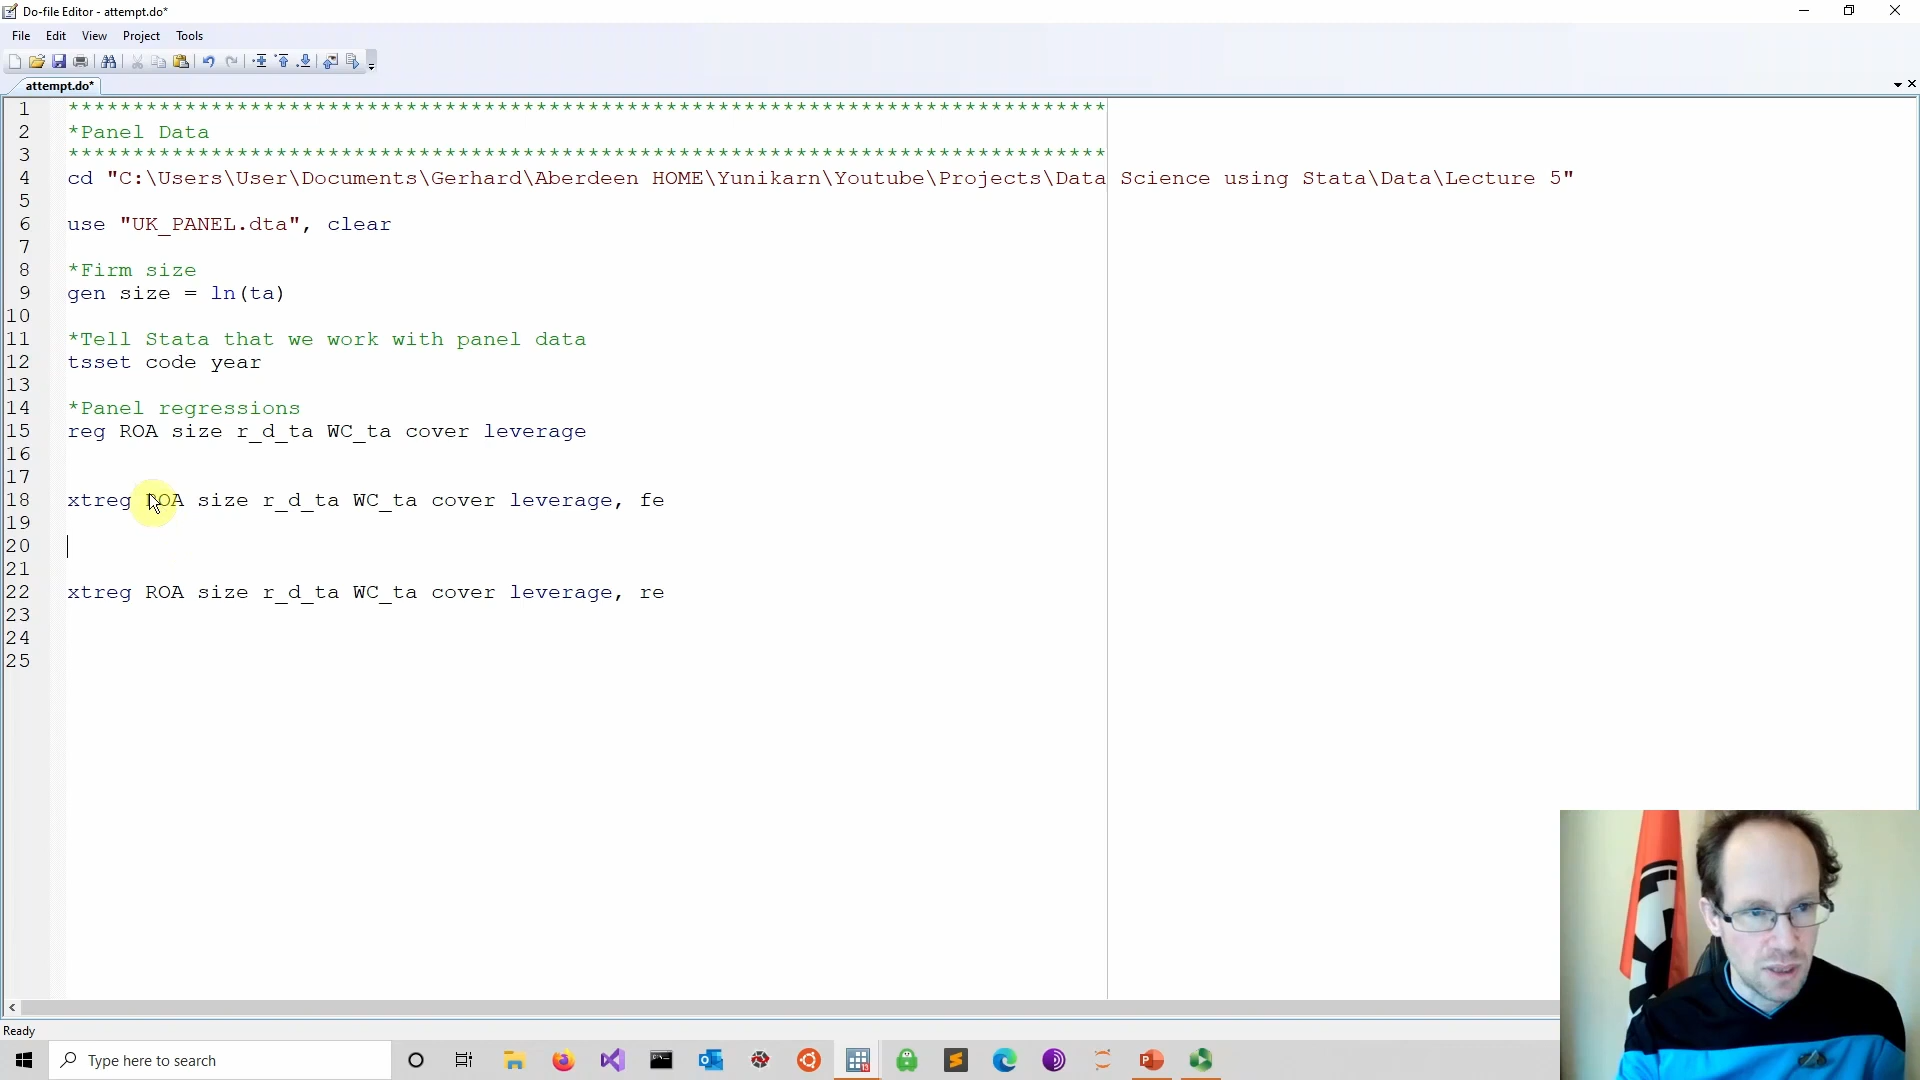 Do-file Editor - attempt.do*
File Edit View Project Tools
attempt.do*
1 ********************************************************************************
2 *Panel Data
3 ********************************************************************************
4 cd "C:\Users\User\Documents\Gerhard\Aberdeen HOME\Yunikarn\Youtube\Projects\Data Science using Stata\Data\Lecture 5"
5
6 use "UK_PANEL.dta", clear
7
8 *Firm size
9 gen size = ln(ta)
10
11 *Tell Stata that we work with panel data
12 tsset code year
13
14 *Panel regressions
15 reg ROA size r_d_ta WC_ta cover leverage
16
17
18 xtreg ROA size r_d_ta WC_ta cover leverage, fe
19
20
21
22 xtreg ROA size r_d_ta WC_ta cover leverage, re
23
24
25
Ready
Type here to search